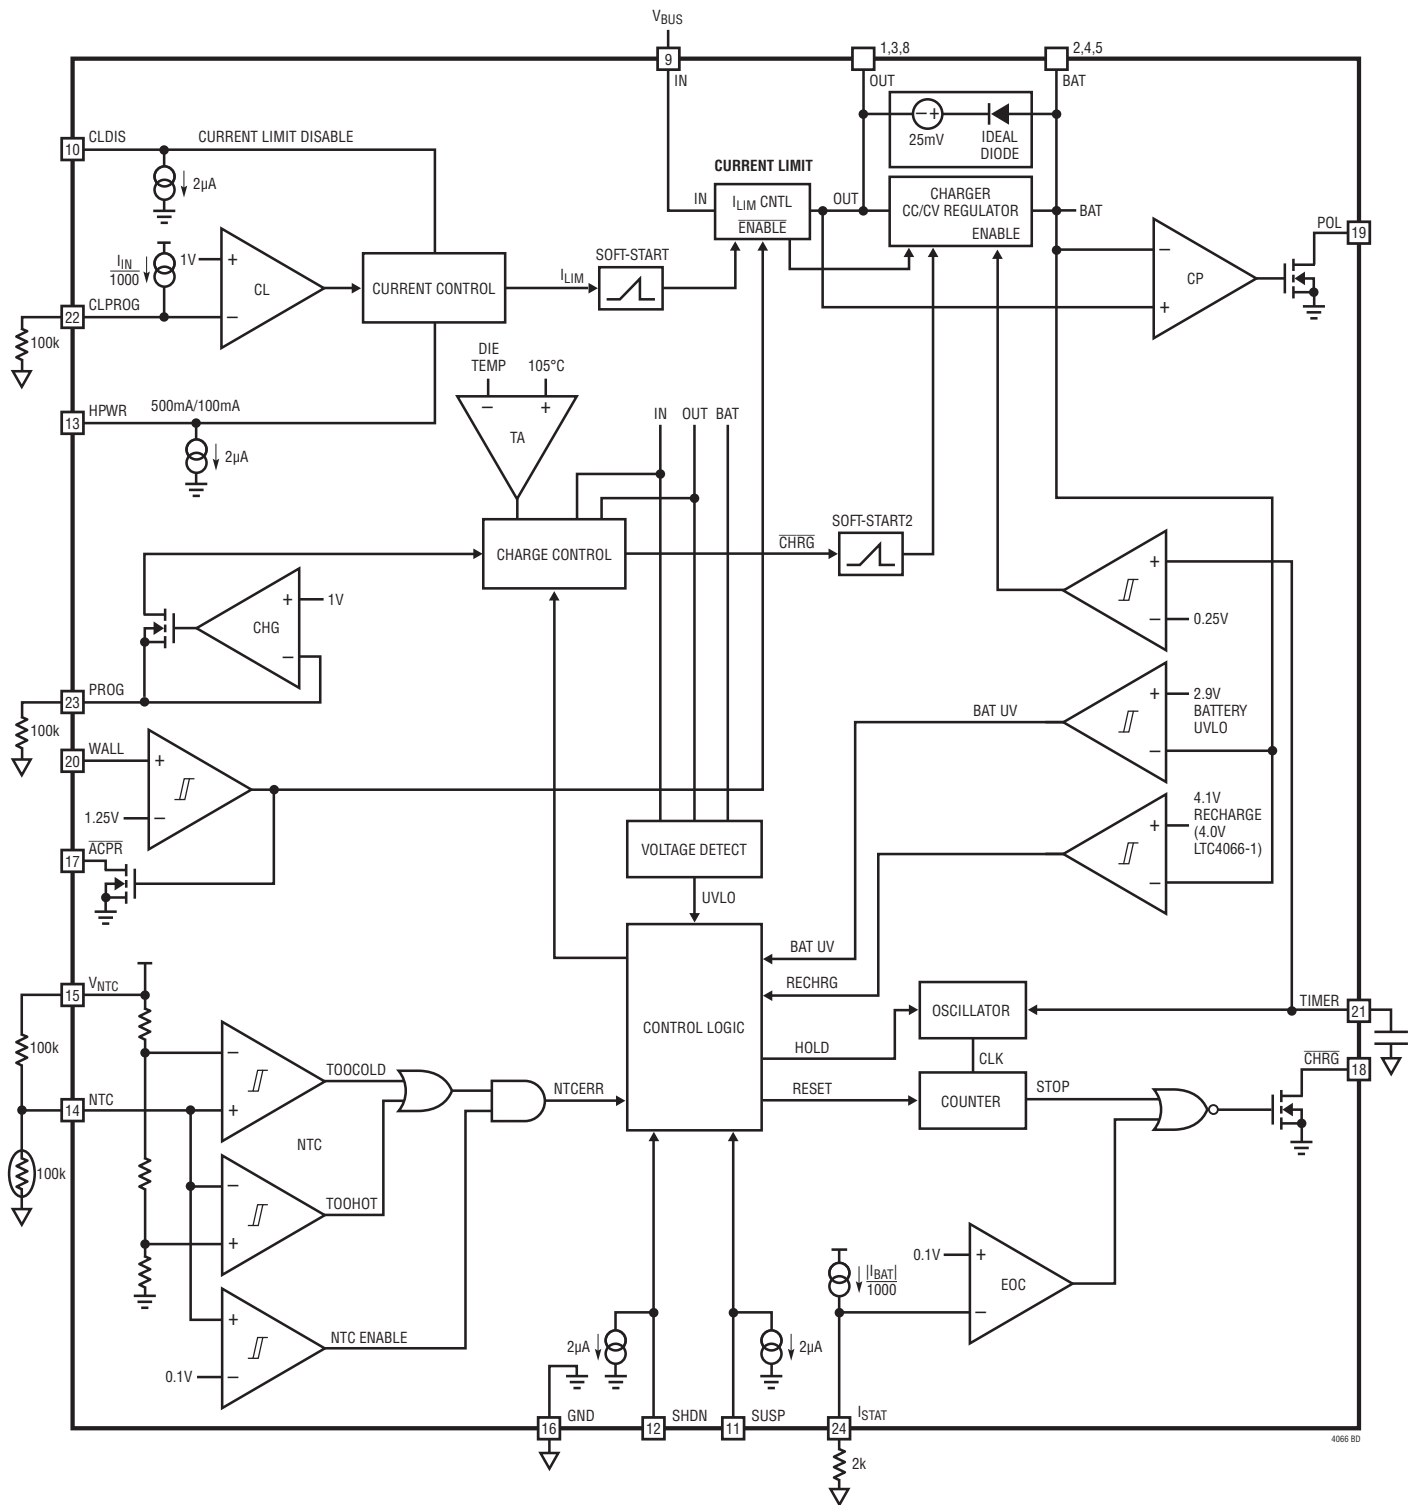 VBUS
9
IN
1,3,8
OUT
2,4,5
BAT
10
CLDIS
CURRENT LIMIT DISABLE
2µA
− +
25mV
IDEAL
DIODE
CURRENT LIMIT
IN
ILIM CNTL
ENABLE
OUT
CHARGER
CC/CV REGULATOR
ENABLE
BAT
POL
19
IIN
1000
1V
+
−
CL
CURRENT CONTROL
ILIM
SOFT-START
−
+
CP
CLPROG
22
100k
DIE
TEMP
105°C
−
+
TA
HPWR
13
500mA/100mA
2µA
IN
OUT
BAT
CHARGE CONTROL
CHRG
SOFT-START2
+
−
0.25V
+
1V
−
CHG
PROG
23
100k
BAT UV
+
2.9V
BATTERY
UVLO
−
WALL
20
+
1.25V
−
4.1V
RECHARGE
(4.0V
LTC4066-1)
+
−
ACPR
17
VOLTAGE DETECT
UVLO
BAT UV
RECHRG
CONTROL LOGIC
HOLD
OSCILLATOR
TIMER
21
CLK
RESET
COUNTER
STOP
CHRG
18
VNTC
15
100k
NTC
14
100k
−
+
TOOCOLD
NTC
NTCERR
−
+
TOOHOT
+
0.1V
−
NTC ENABLE
2µA
2µA
|IBAT|
1000
0.1V
+
−
EOC
16
GND
12
SHDN
11
SUSP
24
ISTAT
2k
4066 BD